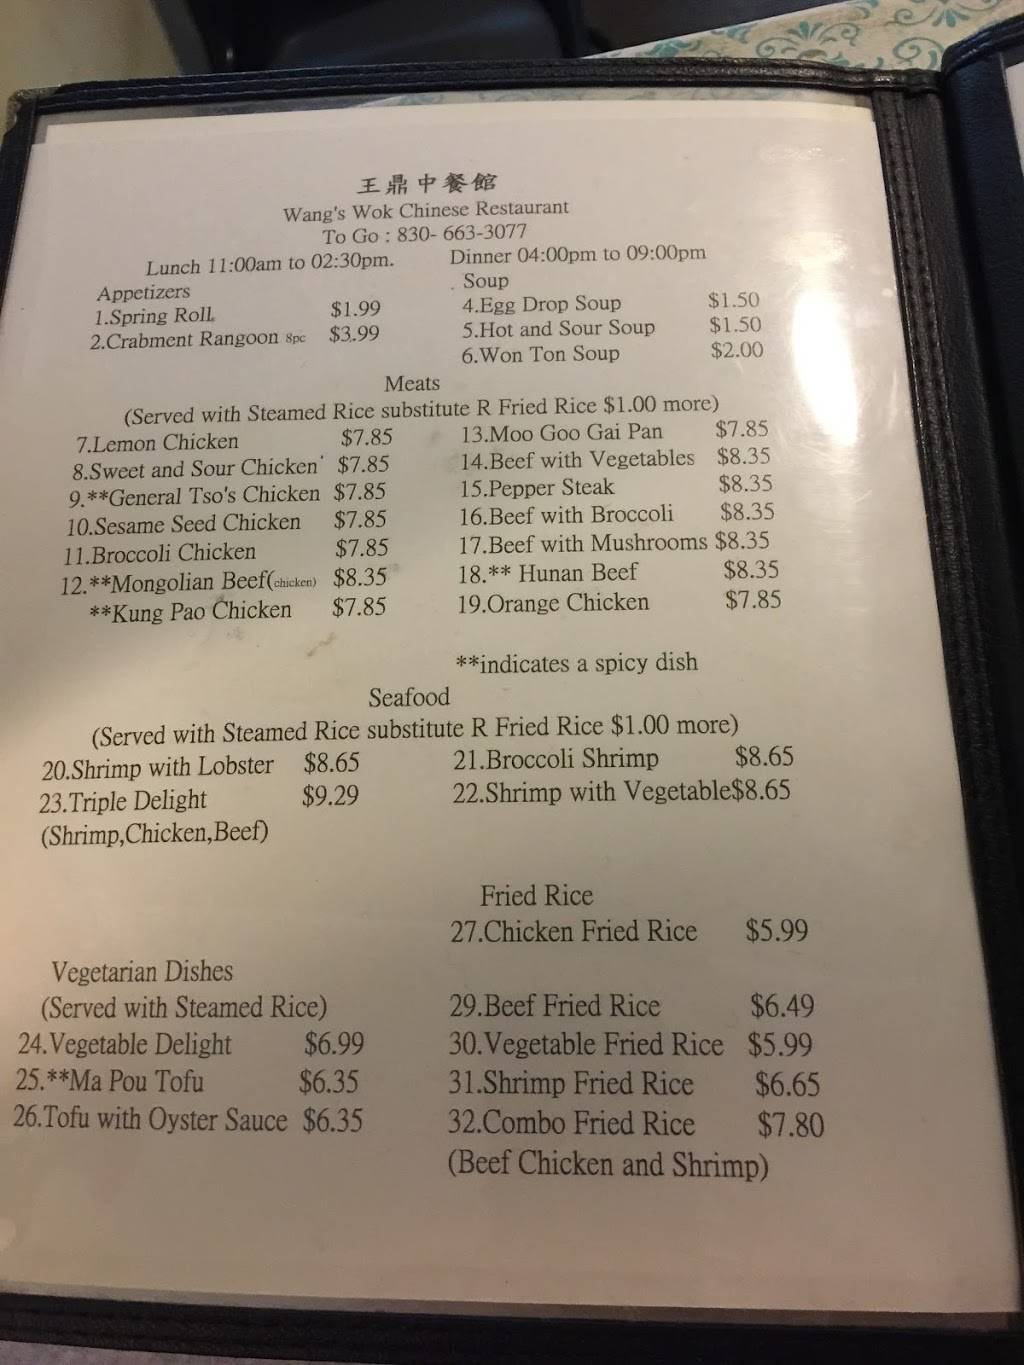 王鼎中餐館
Wang's Wok Chinese Restaurant
To Go : 830- 663-3077
Lunch 11:00am to 02:30pm. Dinner 04:00pm to 09:00pm
Appetizers
1.Spring Roll $1.99
2.Crabment Rangoon 8pc $3.99
Soup
4.Egg Drop Soup $1.50
5.Hot and Sour Soup $1.50
6.Won Ton Soup $2.00
Meats
(Served with Steamed Rice substitute R Fried Rice $1.00 more)
7.Lemon Chicken $7.85
8.Sweet and Sour Chicken $7.85
9.**General Tso's Chicken $7.85
10.Sesame Seed Chicken $7.85
11.Broccoli Chicken $7.85
12.**Mongolian Beef(chicken) $8.35
**Kung Pao Chicken $7.85
13.Moo Goo Gai Pan $7.85
14.Beef with Vegetables $8.35
15.Pepper Steak $8.35
16.Beef with Broccoli $8.35
17.Beef with Mushrooms $8.35
18.** Hunan Beef $8.35
19.Orange Chicken $7.85
**indicates a spicy dish
Seafood
(Served with Steamed Rice substitute R Fried Rice $1.00 more)
20.Shrimp with Lobster $8.65
23.Triple Delight $9.29
(Shrimp,Chicken,Beef)
21.Broccoli Shrimp $8.65
22.Shrimp with Vegetable$8.65
Vegetarian Dishes
(Served with Steamed Rice)
24.Vegetable Delight $6.99
25.**Ma Pou Tofu $6.35
26.Tofu with Oyster Sauce $6.35
Fried Rice
27.Chicken Fried Rice $5.99
29.Beef Fried Rice $6.49
30.Vegetable Fried Rice $5.99
31.Shrimp Fried Rice $6.65
32.Combo Fried Rice $7.80
(Beef Chicken and Shrimp)